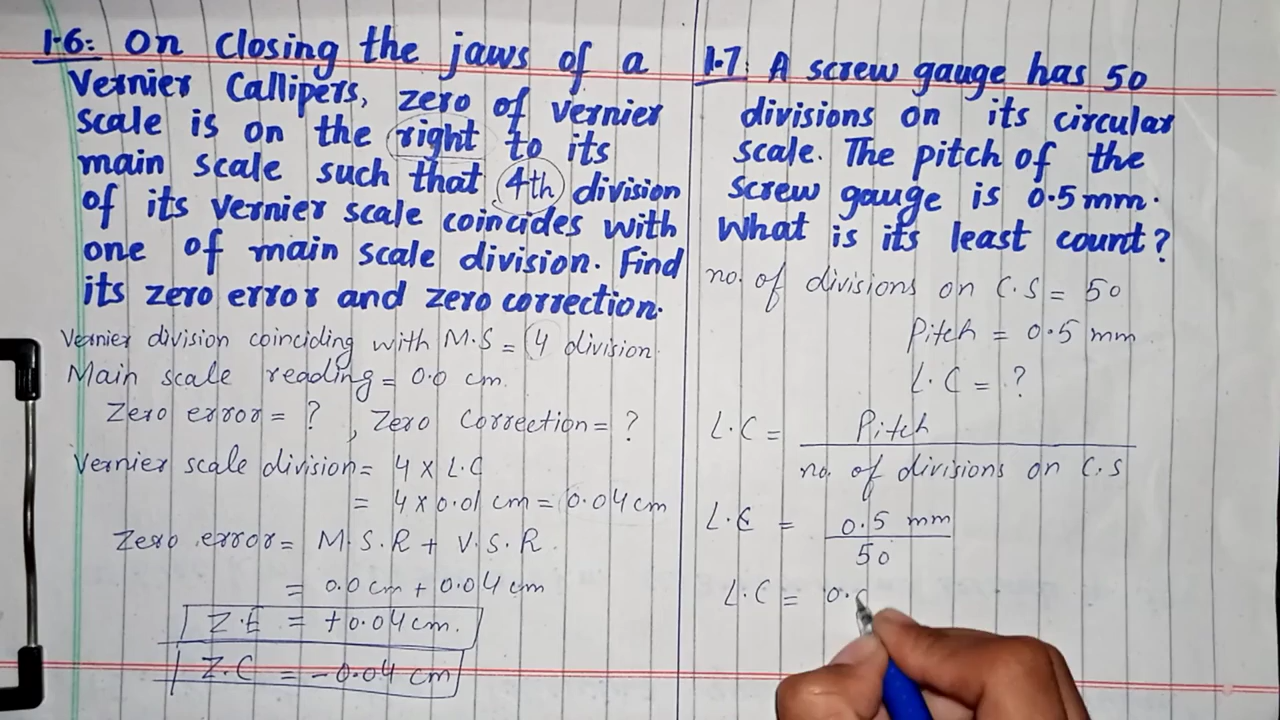 1.6: On closing the jaws of a
Vernier Callipers, zero of vernier
scale is on the right to its
main scale such that 4th division
of its vernier scale coincides with
one of main scale division. Find
its zero error and zero correction.
Vernier division coinciding with M.S = 4 division.
Main scale reading = 0.0 cm.
Zero error = ? , Zero Correction = ?
Vernier scale division = 4 × L.C
= 4 × 0.01 cm = 0.04 cm
Zero error = M.S.R + V.S.R.
= 0.0 cm + 0.04 cm
Z.E = +0.04 cm.
Z.C = -0.04 cm
1.7: A screw gauge has 50
divisions on its circular
scale. The pitch of the
screw gauge is 0.5 mm.
What is its least count?
no. of divisions on C.S = 50
Pitch = 0.5 mm.
L.C = ?
L.C = Pitch
no. of divisions on C.S
L.C = 0.5 mm
50
L.C = 0.